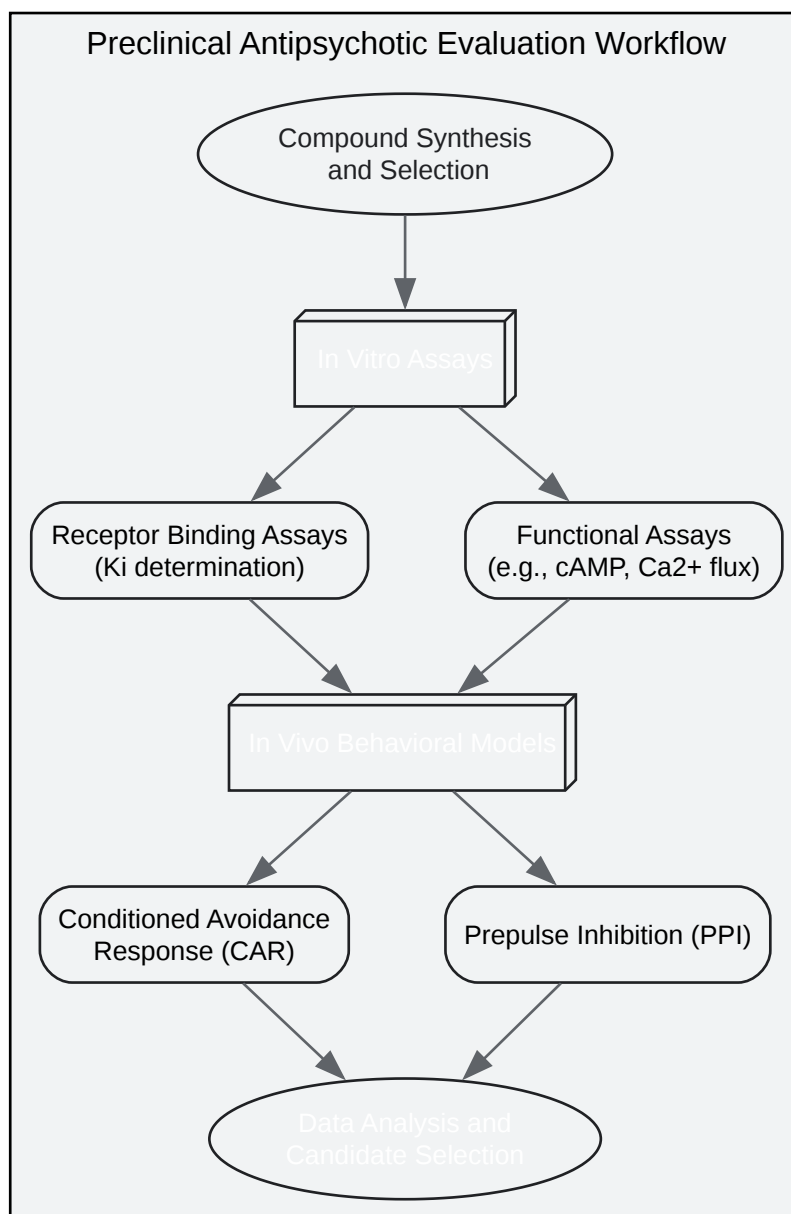 Preclinical Antipsychotic Evaluation Workflow
Compound Synthesis
and Selection
In Vitro Assays
Receptor Binding Assays
(Ki determination)
Functional Assays
(e.g., cAMP, Ca2+ flux)
In Vivo Behavioral Models
Conditioned Avoidance
Response (CAR)
Prepulse Inhibition (PPI)
Data Analysis and
Candidate Selection